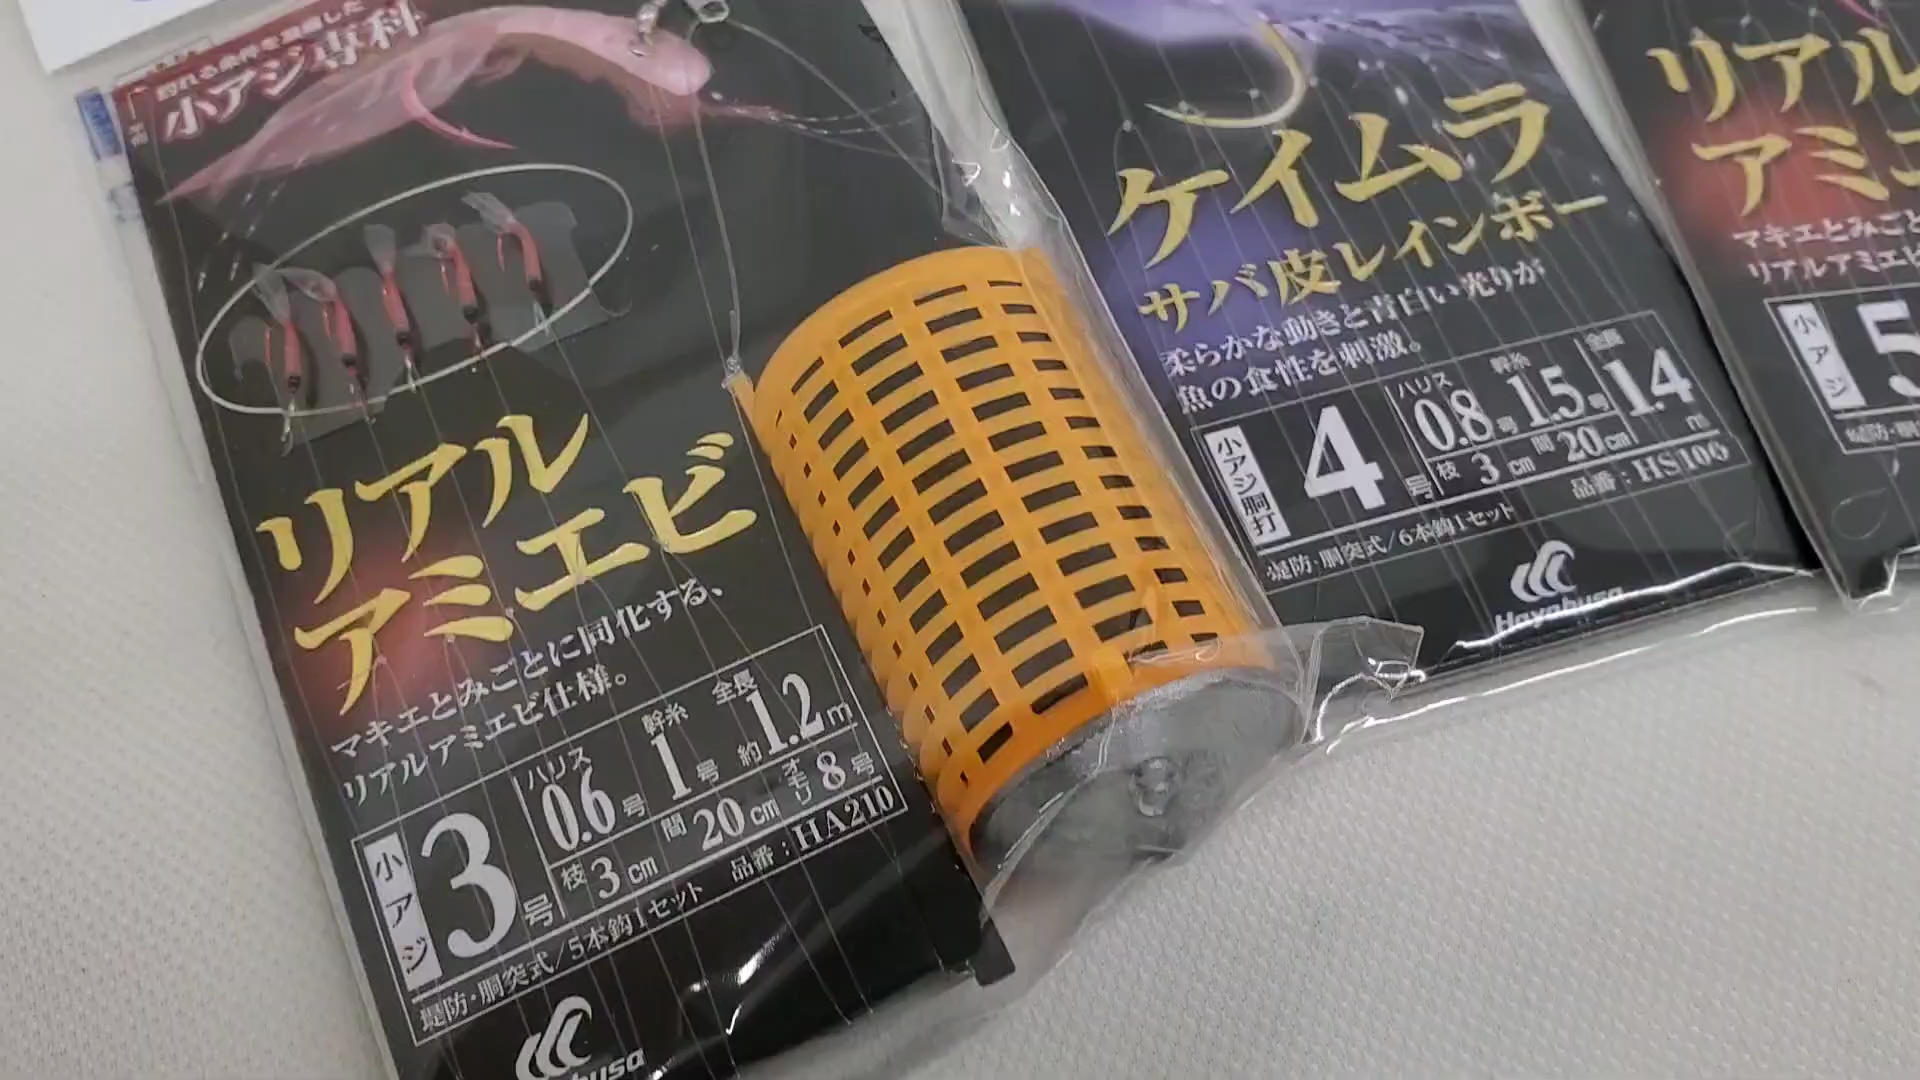 釣れる条件を凝縮した
小アジ専科
リアル
アミエビ
マキエとみごとに同化する、
リアルアミエビ仕様。
小アジ
3号
ハリス
0.6号
幹糸
1号
全長
約1.2m
枝3cm
間20cm
オモリ8号
品番:HA210
堤防・胴突式/5本鈎1セット
ケイムラ
サバ皮レインボー
柔らかな動きと青白い光りが
魚の食性を刺激。
小アジ胴打
4号
ハリス
0.8号
幹糸
1.5号
全長
1.4m
枝3cm
間20cm
品番:HS106
堤防・胴突式/6本鈎1セット
Hayabusa
リアル
アミ
マキエとみごと
リアルアミエビ
小アジ
5
堤防・胴